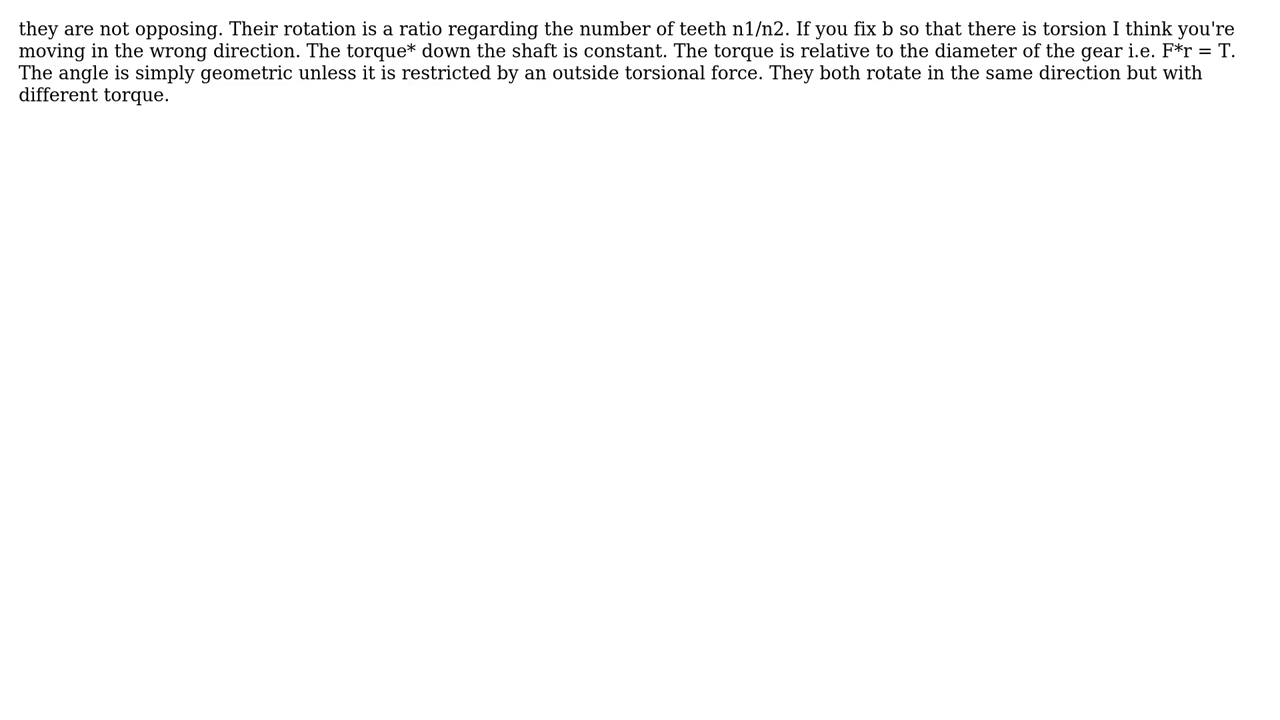 they are not opposing. Their rotation is a ratio regarding the number of teeth n1/n2. If you fix b so that there is torsion I think you're
moving in the wrong direction. The torque* down the shaft is constant. The torque is relative to the diameter of the gear i.e. F*r = T.
The angle is simply geometric unless it is restricted by an outside torsional force. They both rotate in the same direction but with
different torque.